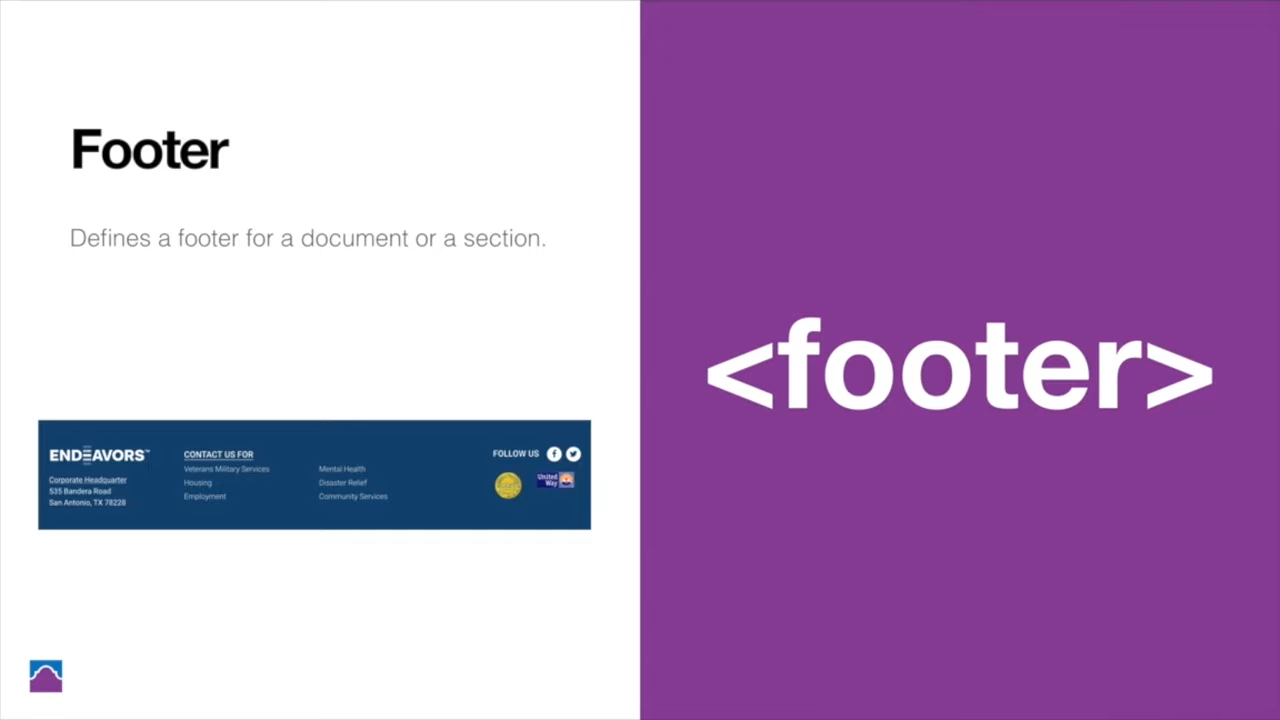 Footer
Defines a footer for a document or a section.
<footer>
ENDEAVORS™
Corporate Headquarter
535 Bandera Road
San Antonio, TX 78228
CONTACT US FOR
Veterans Military Services
Housing
Employment
Mental Health
Disaster Relief
Community Services
FOLLOW US
United
Way